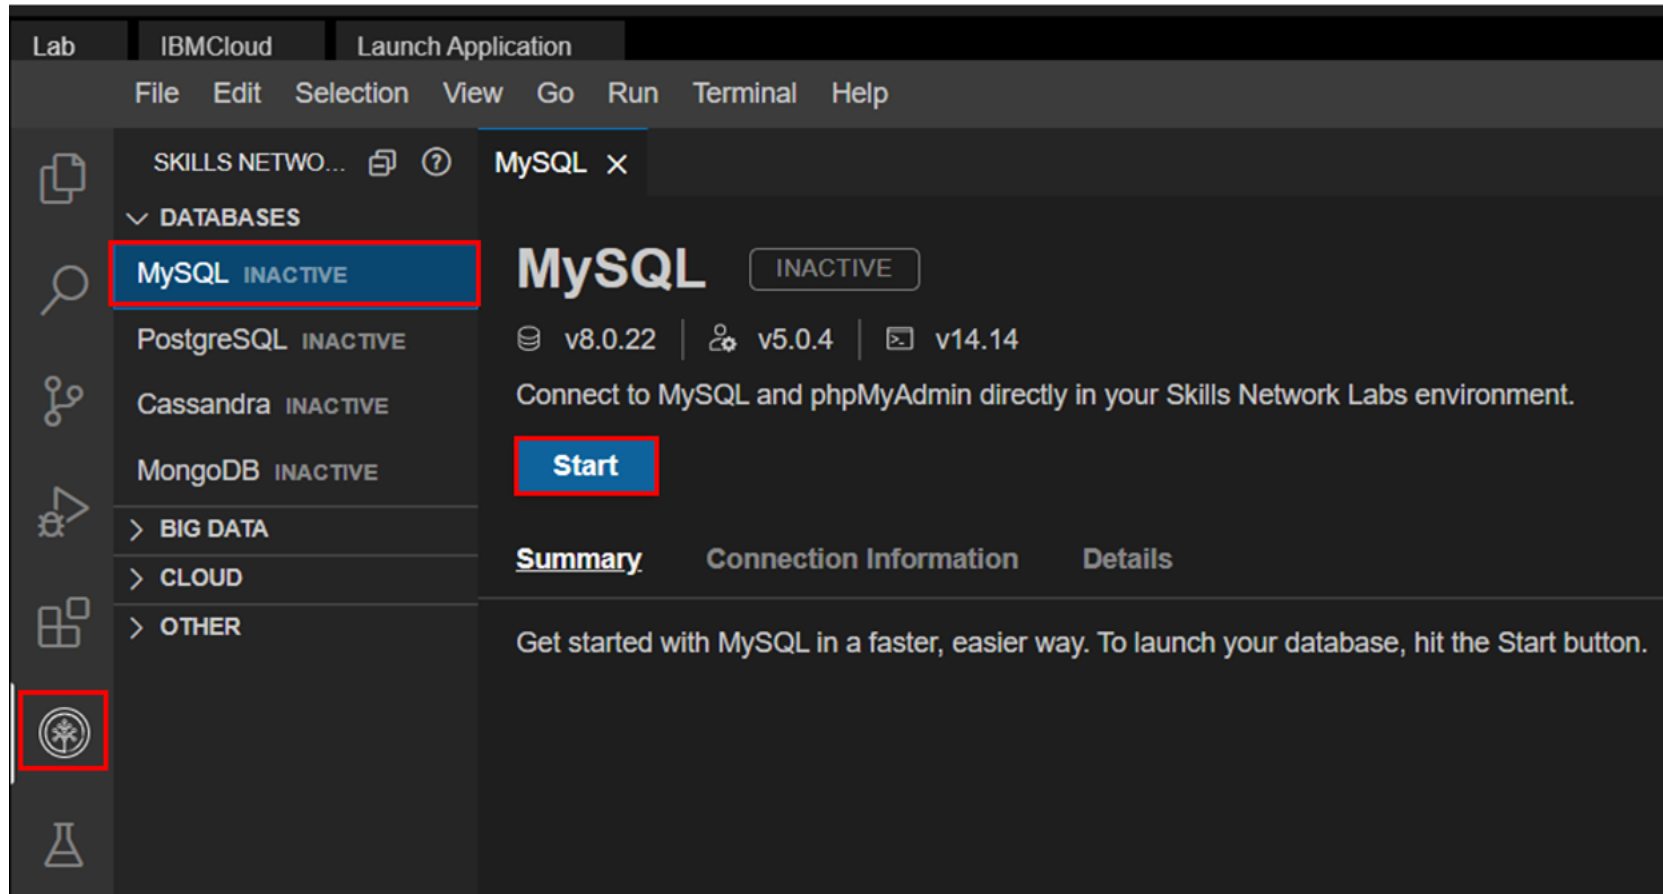 Lab IBMCloud Launch Application
File Edit Selection View Go Run Terminal Help
SKILLS NETWO... ?
MySQL ×
DATABASES
MySQL INACTIVE
PostgreSQL INACTIVE
Cassandra INACTIVE
MongoDB INACTIVE
BIG DATA
CLOUD
OTHER
MySQL INACTIVE
v8.0.22 v5.0.4 v14.14
Connect to MySQL and phpMyAdmin directly in your Skills Network Labs environment.
Start
Summary Connection Information Details
Get started with MySQL in a faster, easier way. To launch your database, hit the Start button.